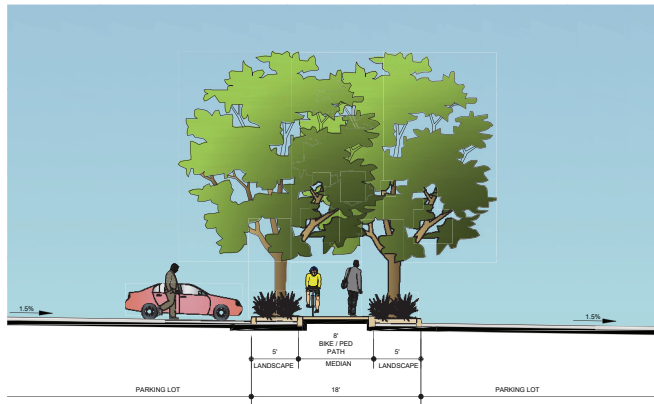 1.5%
1.5%
8'
BIKE / PED
PATH
5'
5'
LANDSCAPE
MEDIAN
LANDSCAPE
PARKING LOT
18'
PARKING LOT